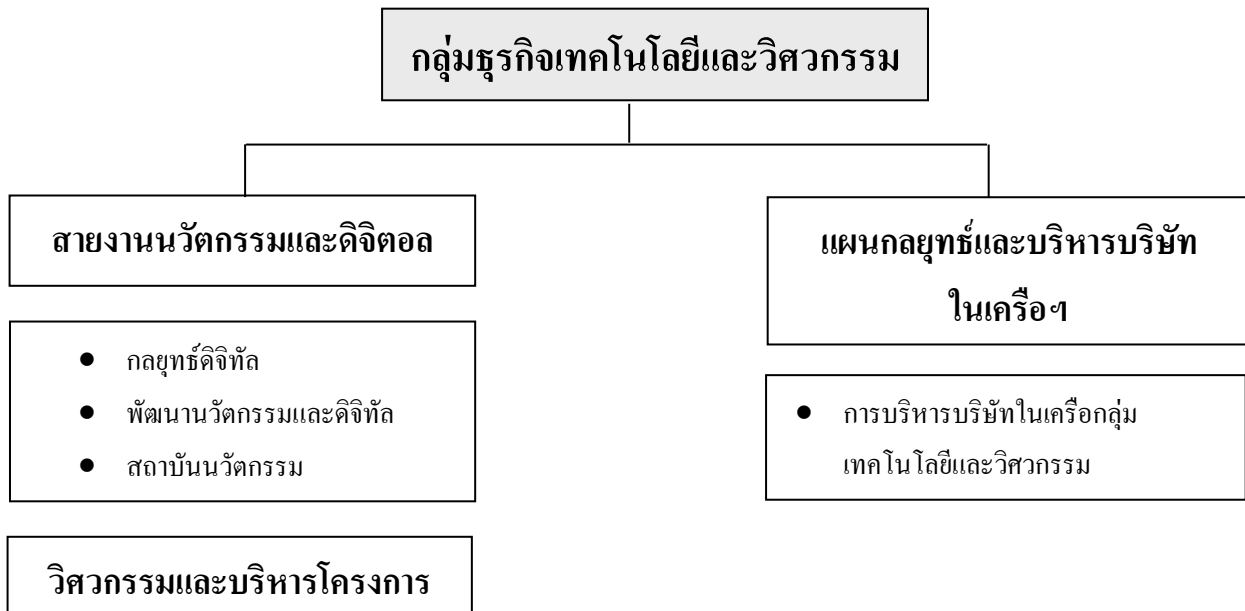 กลุ่มธุรกิจเทคโนโลยีและวิศวกรรม
สายงานนวัตกรรมและดิจิตอล
• กลยุทธ์ดิจิทัล
• พัฒนานวัตกรรมและดิจิทัล
• สถาบันนวัตกรรม
วิศวกรรมและบริหารโครงการ
แผนกลยุทธ์และบริหารบริษัท
ในเครือฯ
• การบริหารบริษัทในเครือกลุ่ม
เทคโนโลยีและวิศวกรรม